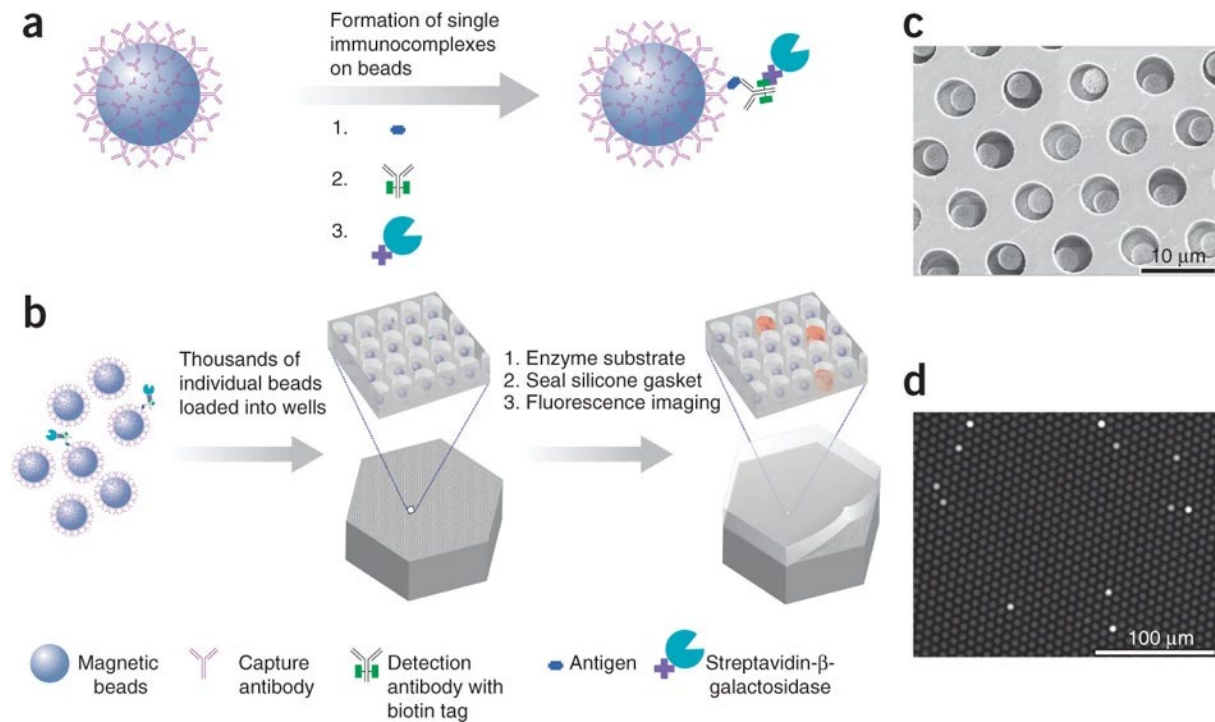 a
Formation of single
immunocomplexes
on beads
1.
2.
3.
b
Thousands of
individual beads
loaded into wells
1. Enzyme substrate
2. Seal silicone gasket
3. Fluorescence imaging
Magnetic
beads
Capture
antibody
Detection
antibody with
biotin tag
Antigen
Streptavidin-β-
galactosidase
c
10 μm
d
100 μm